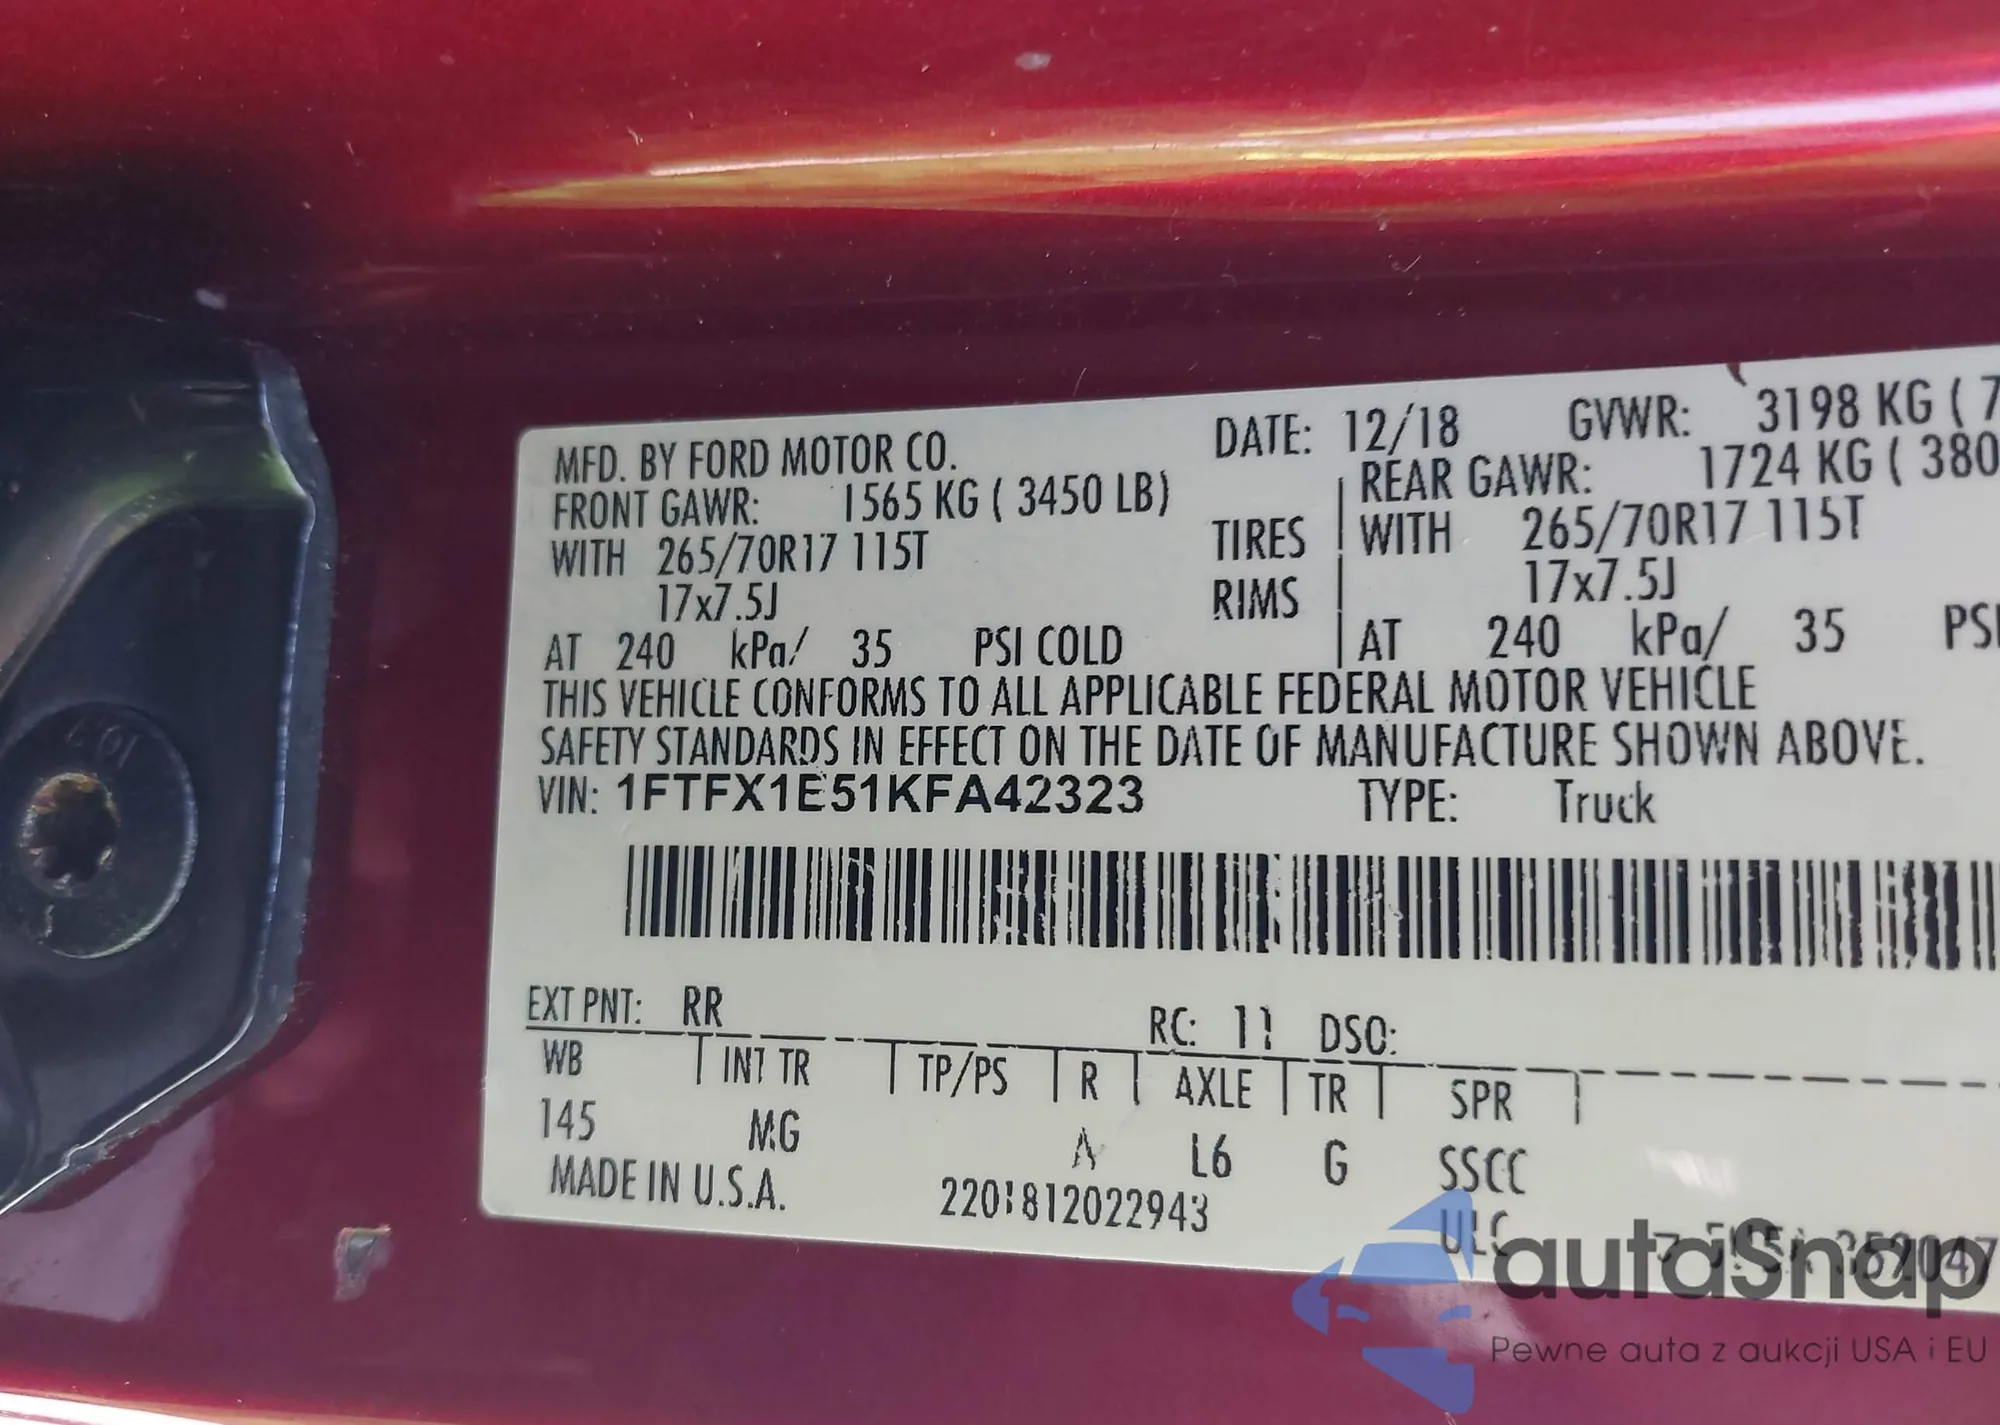 MFD. BY FORD MOTOR CO. DATE: 12/18 GVWR: 3198 KG ( 7
FRONT GAWR: 1565 KG ( 3450 LB) REAR GAWR: 1724 KG ( 380
WITH 265/70R17 115T TIRES WITH 265/70R17 115T
17x7.5J RIMS 17x7.5J
AT 240 kPa/ 35 PSI COLD AT 240 kPa/ 35 PSI
THIS VEHICLE CONFORMS TO ALL APPLICABLE FEDERAL MOTOR VEHICLE
SAFETY STANDARDS IN EFFECT ON THE DATE OF MANUFACTURE SHOWN ABOVE.
VIN: 1FTFX1E51KFA42323 TYPE: Truck
EXT PNT: RR RC: 11 DSO:
WB INT TR TP/PS R AXLE TR SPR
145 MG A L6 G SSCC
MADE IN U.S.A. 2201812022943
ULC
autaSnap
Pewne auta z aukcji USA i EU